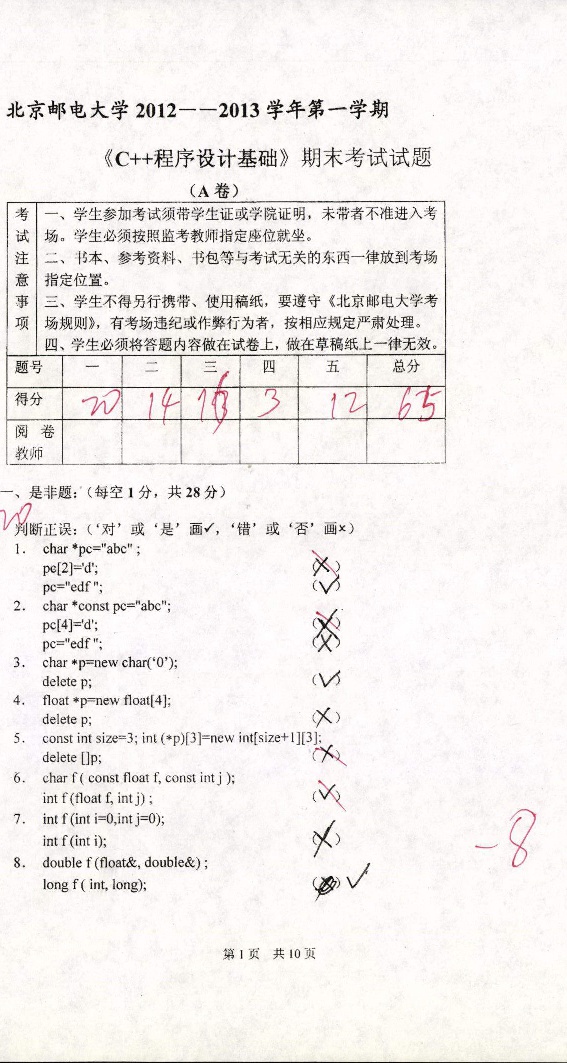 北京邮电大学 2012——2013 学年第一学期
《C++程序设计基础》期末考试试题
（A 卷）
考试注意事项
一、学生参加考试须带学生证或学院证明，未带者不准进入考
场。学生必须按照监考教师指定座位就坐。
二、书本、参考资料、书包等与考试无关的东西一律放到考场
指定位置。
三、学生不得另行携带、使用稿纸，要遵守《北京邮电大学考
场规则》，有考场违纪或作弊行为者，按相应规定严肃处理。
四、学生必须将答题内容做在试卷上，做在草稿纸上一律无效。
题号 一 二 三 四 五 总分
得分 20 14 16 3 12 65
阅 卷
教师
一、是非题：（每空 1 分，共 28 分）
20
判断正误：（‘对’或‘是’画✓，‘错’或‘否’画×）
1. char *pc="abc" ;
pc[2]='d'; (×)
pc="edf "; (✓)
2. char *const pc="abc";
pc[4]='d'; (×)
pc="edf "; (×)
3. char *p=new char(‘0’);
delete p; (✓)
4. float *p=new float[4];
delete p; (×)
5. const int size=3; int (*p)[3]=new int[size+1][3];
delete []p; (×)
6. char f ( const float f, const int j );
int f (float f, int j) ; (✓)
7. int f (int i=0,int j=0);
int f (int i); (×)
8. double f (float&, double&) ;
long f ( int, long); ( ) ✓
-8
第 1 页 共 10 页